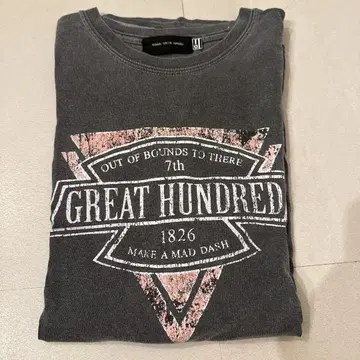 OUT OF BOUNDS TO THERE
7th
GREAT HUNDRED
1826
MAKE A MAD DASH